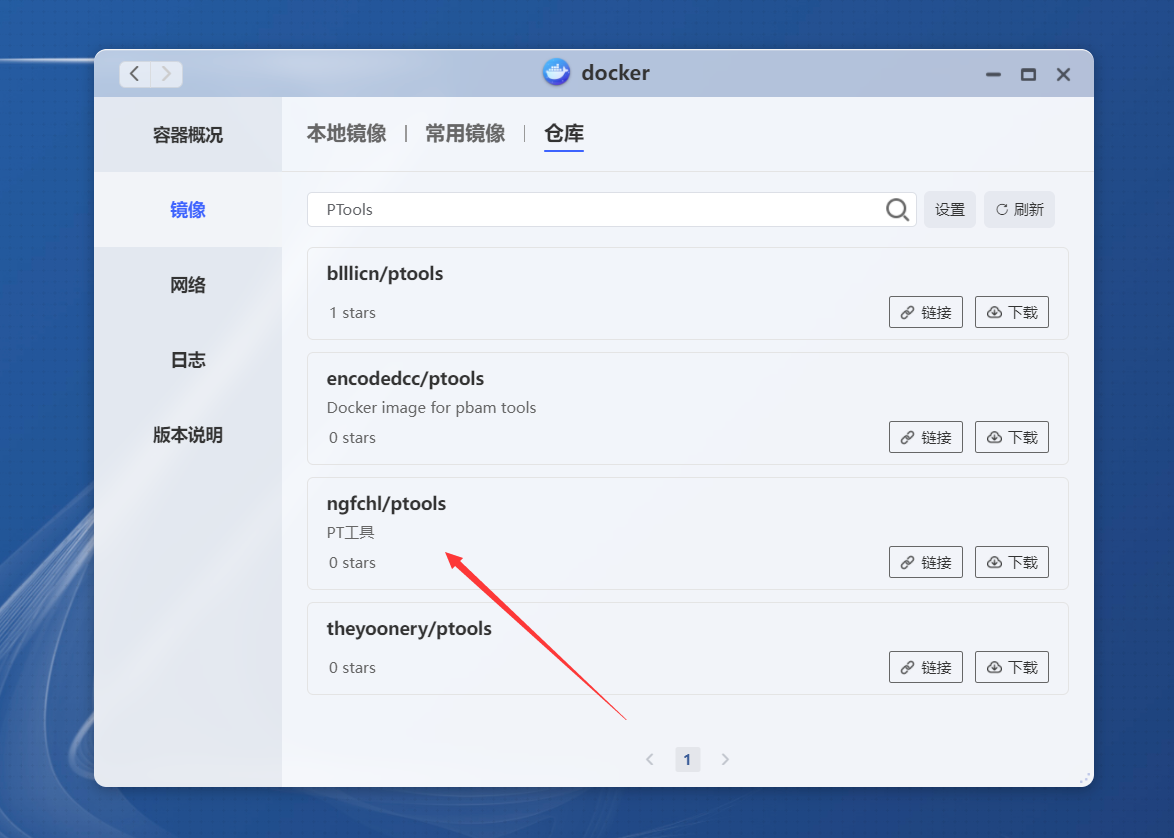 docker
容器概况
镜像
网络
日志
版本说明
本地镜像 | 常用镜像 | 仓库
PTools
设置
刷新
blllicn/ptools
1 stars
链接
下载
encodedcc/ptools
Docker image for pbam tools
0 stars
链接
下载
ngfchl/ptools
PT工具
0 stars
链接
下载
theyoonery/ptools
0 stars
链接
下载
1